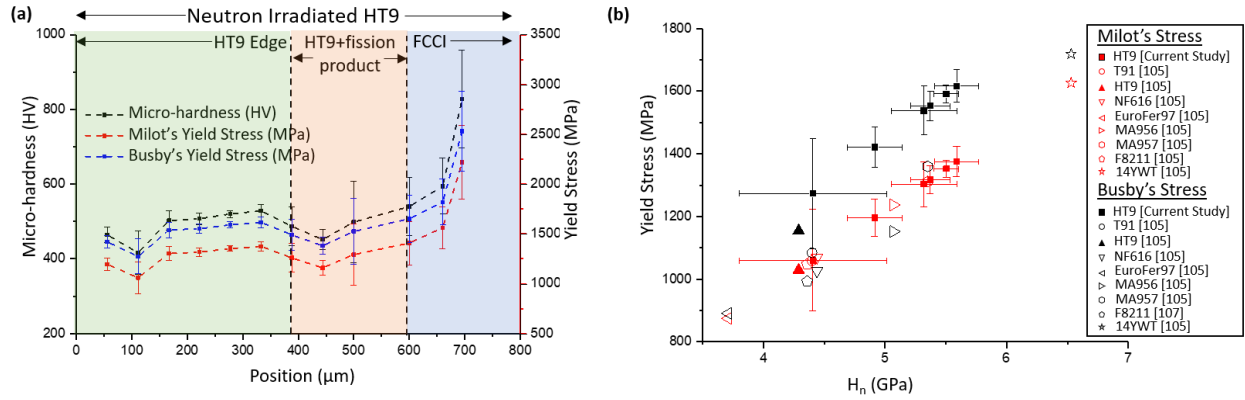 (a)
Neutron Irradiated HT9
HT9 Edge
HT9+fission
product
FCCI
Micro-hardness (HV)
Milot's Yield Stress (MPa)
Busby's Yield Stress (MPa)
Micro-hardness (HV)
1000
800
600
400
200
0
100
200
300
400
500
600
700
800
Position (μm)
3500
3000
2500
2000
1500
1000
500
Yield Stress (MPa)
(b)
Yield Stress (MPa)
1800
1600
1400
1200
1000
800
4
5
6
7
Hn (GPa)
Milot's Stress
HT9 [Current Study]
T91 [105]
HT9 [105]
NF616 [105]
EuroFer97 [105]
MA956 [105]
MA957 [105]
F8211 [105]
14YWT [105]
Busby's Stress
HT9 [Current Study]
T91 [105]
HT9 [105]
NF616 [105]
EuroFer97 [105]
MA956 [105]
MA957 [105]
F8211 [107]
14YWT [105]